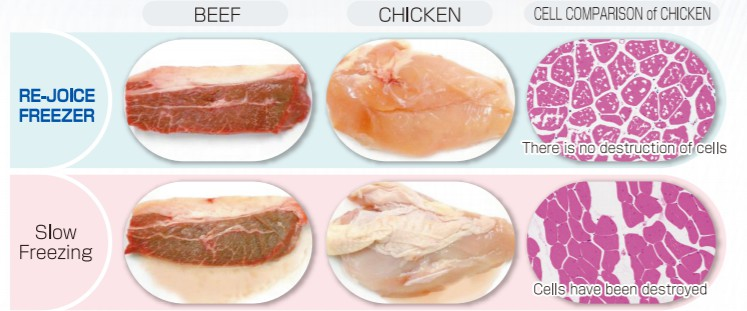 BEEF
CHICKEN
CELL COMPARISON of CHICKEN
RE-JOICE
FREEZER
There is no destruction of cells
Slow
Freezing
Cells have been destroyed